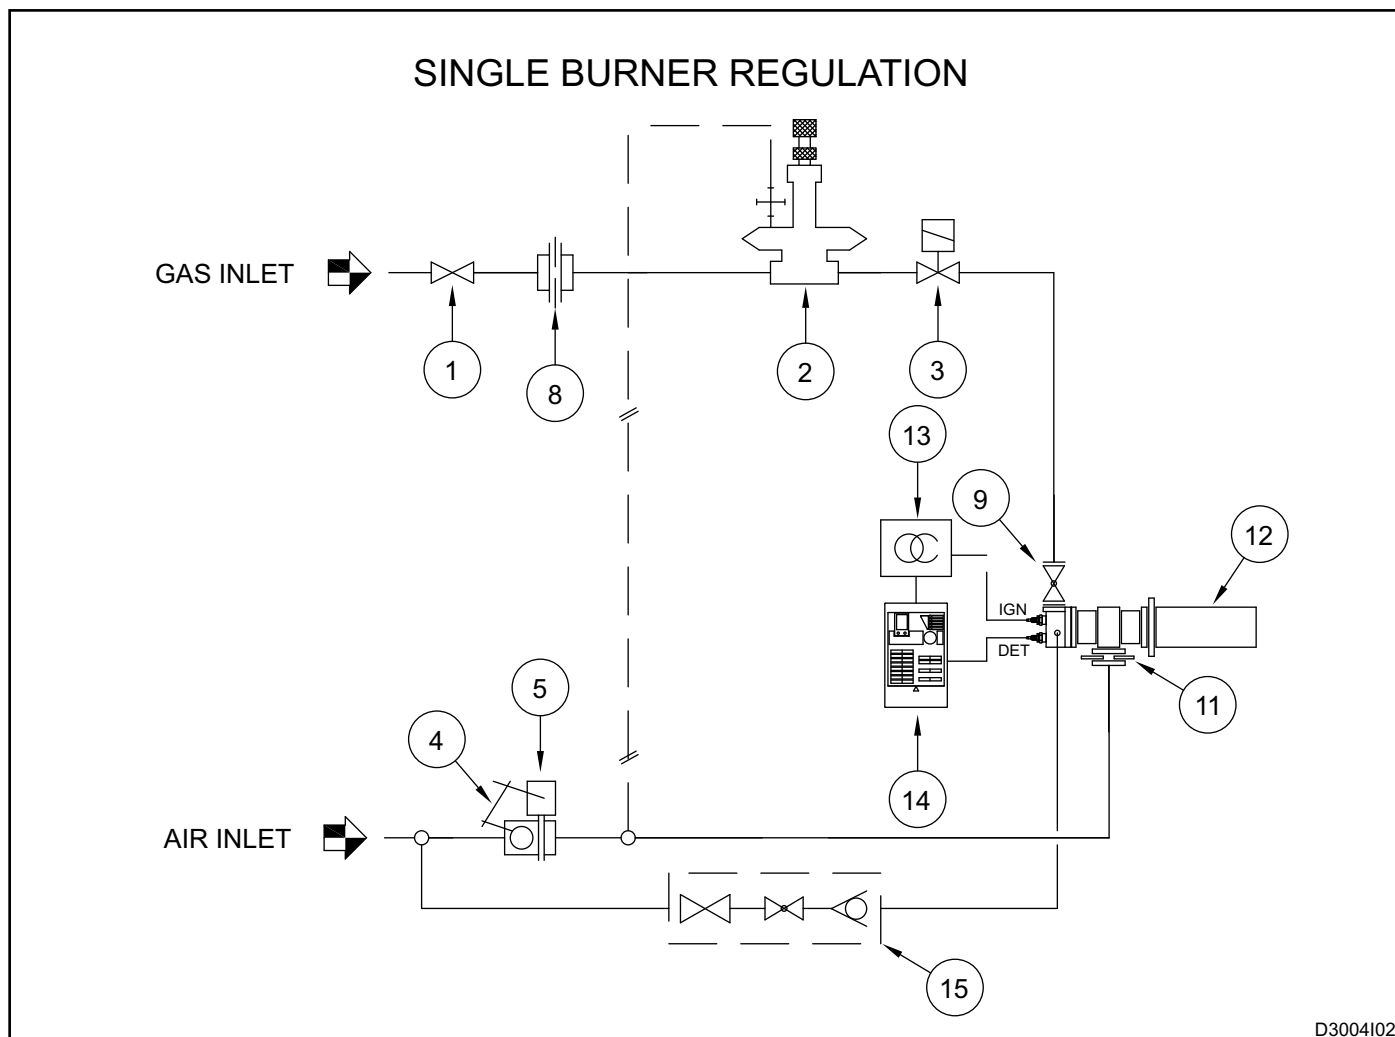 SINGLE BURNER REGULATION
GAS INLET
1
8
2
3
13
9
12
IGN
DET
11
5
4
14
AIR INLET
15
D3004I02